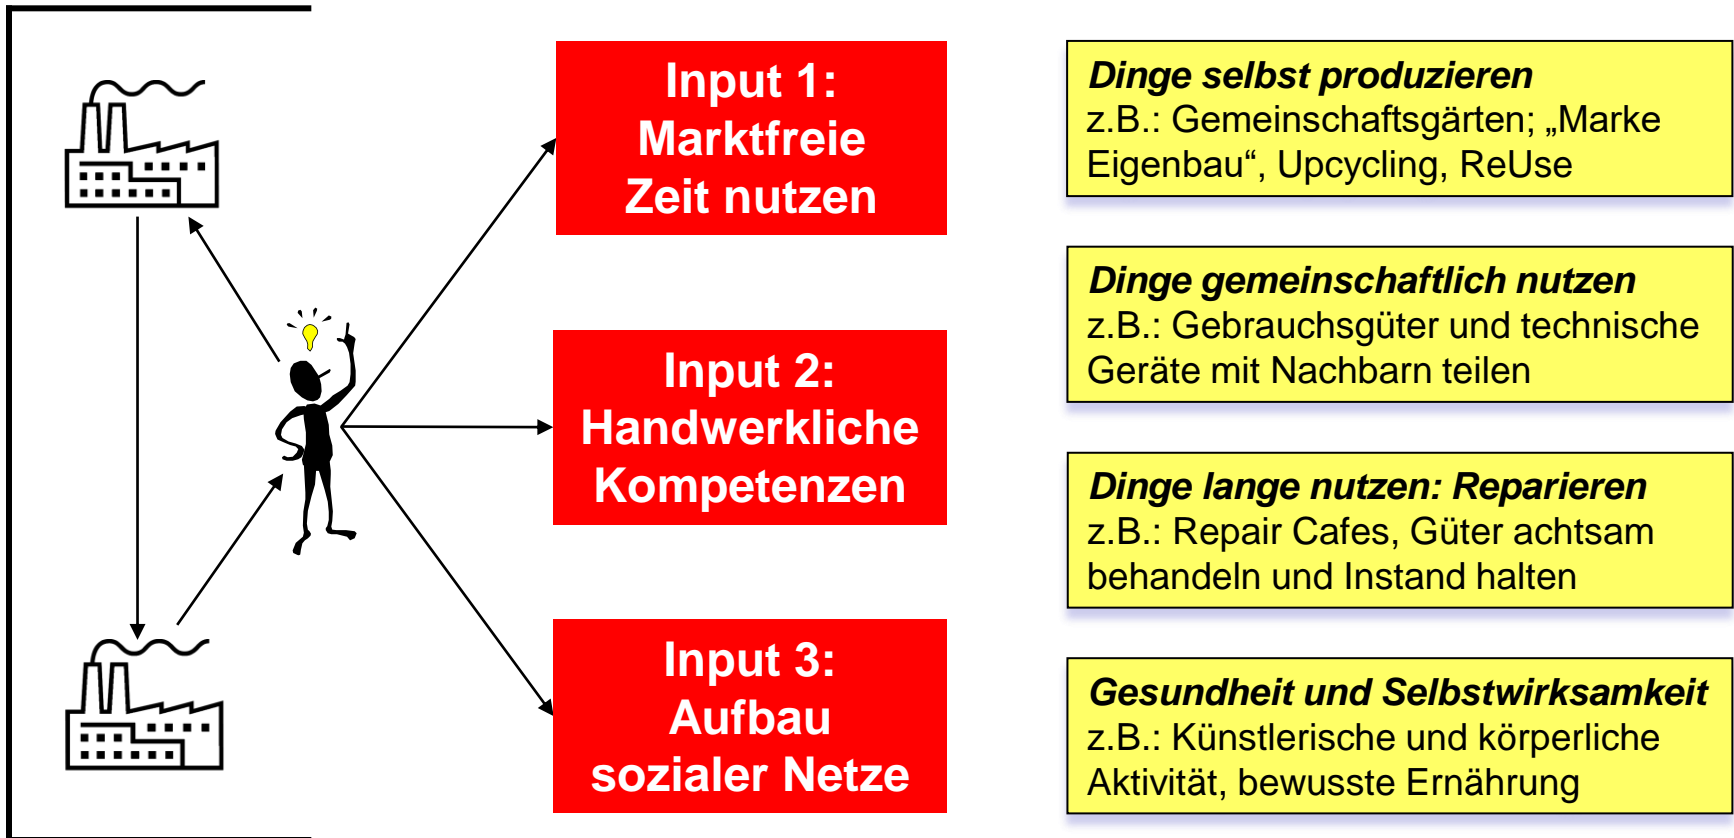 Input 1:
Marktfreie
Zeit nutzen
Input 2:
Handwerkliche
Kompetenzen
Input 3:
Aufbau
sozialer Netze
Dinge selbst produzieren
z.B.: Gemeinschaftsgärten; „Marke
Eigenbau“, Upcycling, ReUse
Dinge gemeinschaftlich nutzen
z.B.: Gebrauchsgüter und technische
Geräte mit Nachbarn teilen
Dinge lange nutzen: Reparieren
z.B.: Repair Cafes, Güter achtsam
behandeln und Instand halten
Gesundheit und Selbstwirksamkeit
z.B.: Künstlerische und körperliche
Aktivität, bewusste Ernährung